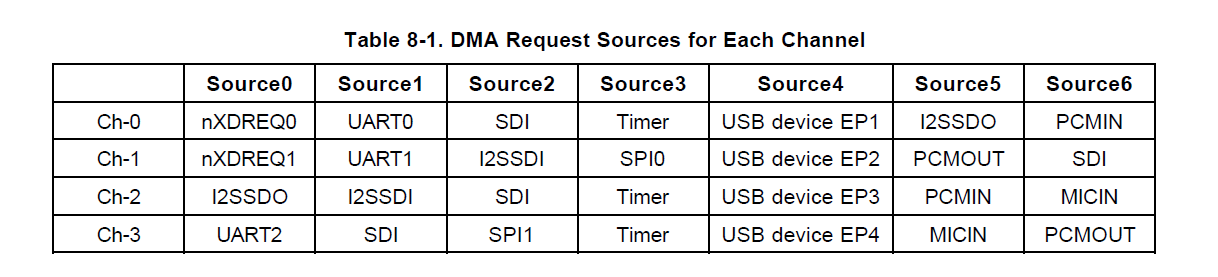 Table 8-1. DMA Request Sources for Each Channel
Source0 Source1 Source2 Source3 Source4 Source5 Source6
Ch-0 nXDREQ0 UART0 SDI Timer USB device EP1 I2SSDO PCMIN
Ch-1 nXDREQ1 UART1 I2SSDI SPI0 USB device EP2 PCMOUT SDI
Ch-2 I2SSDO I2SSDI SDI Timer USB device EP3 PCMIN MICIN
Ch-3 UART2 SDI SPI1 Timer USB device EP4 MICIN PCMOUT